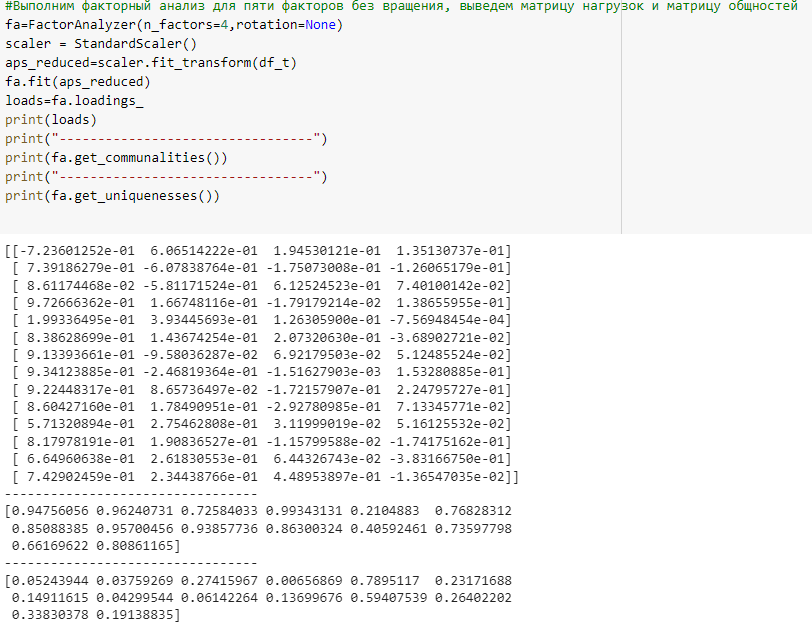 #Выполним факторный анализ для пяти факторов без вращения, выведем матрицу нагрузок и матрицу общностей
fa=FactorAnalyzer(n_factors=4,rotation=None)
scaler = StandardScaler()
aps_reduced=scaler.fit_transform(df_t)
fa.fit(aps_reduced)
loads=fa.loadings_
print(loads)
print("---------------------------------")
print(fa.get_communalities())
print("---------------------------------")
print(fa.get_uniquenesses())
[[-7.23601252e-01  6.06514222e-01  1.94530121e-01  1.35130737e-01]
 [ 7.39186279e-01 -6.07838764e-01 -1.75073008e-01 -1.26065179e-01]
 [ 8.61174468e-02 -5.81171524e-01  6.12524523e-01  7.40100142e-02]
 [ 9.72666362e-01  1.66748116e-01 -1.79179214e-02  1.38655955e-01]
 [ 1.99336495e-01  3.93445693e-01  1.26305900e-01 -7.56948454e-04]
 [ 8.38628699e-01  1.43674254e-01  2.07320630e-01 -3.68902721e-02]
 [ 9.13393661e-01 -9.58036287e-02  6.92179503e-02  5.12485524e-02]
 [ 9.34123885e-01 -2.46819364e-01 -1.51627903e-03  1.53280885e-01]
 [ 9.22448317e-01  8.65736497e-02 -1.72157907e-01  2.24795727e-01]
 [ 8.60427160e-01  1.78490951e-01 -2.92780985e-01  7.13345771e-02]
 [ 5.71320894e-01  2.75462808e-01  3.11999019e-02  5.16125532e-02]
 [ 8.17978191e-01  1.90836527e-01 -1.15799588e-02 -1.74175162e-01]
 [ 6.64960638e-01  2.61830553e-01  6.44326743e-02 -3.83166750e-01]
 [ 7.42902459e-01  2.34438766e-01  4.48953897e-01 -1.36547035e-02]]
---------------------------------
[0.94756056 0.96240731 0.72584033 0.99343131 0.2104883  0.76828312
 0.85088385 0.95700456 0.93857736 0.86300324 0.40592461 0.73597798
 0.66169622 0.80861165]
---------------------------------
[0.05243944 0.03759269 0.27415967 0.00656869 0.7895117  0.23171688
 0.14911615 0.04299544 0.06142264 0.13699676 0.59407539 0.26402202
 0.33830378 0.19138835]